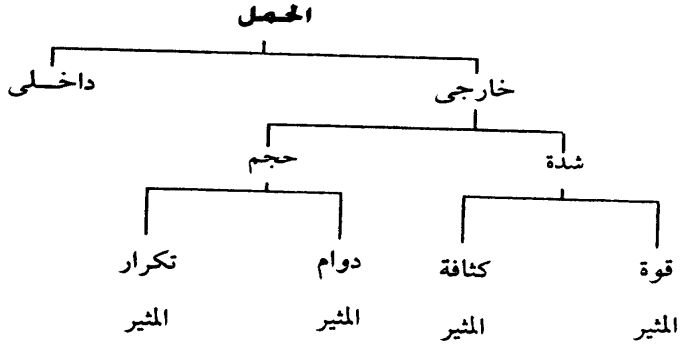 الحمل
خارجى داخلى
شدة حجم
قوة كثافة دوام تكرار
المثير المثير المثير المثير